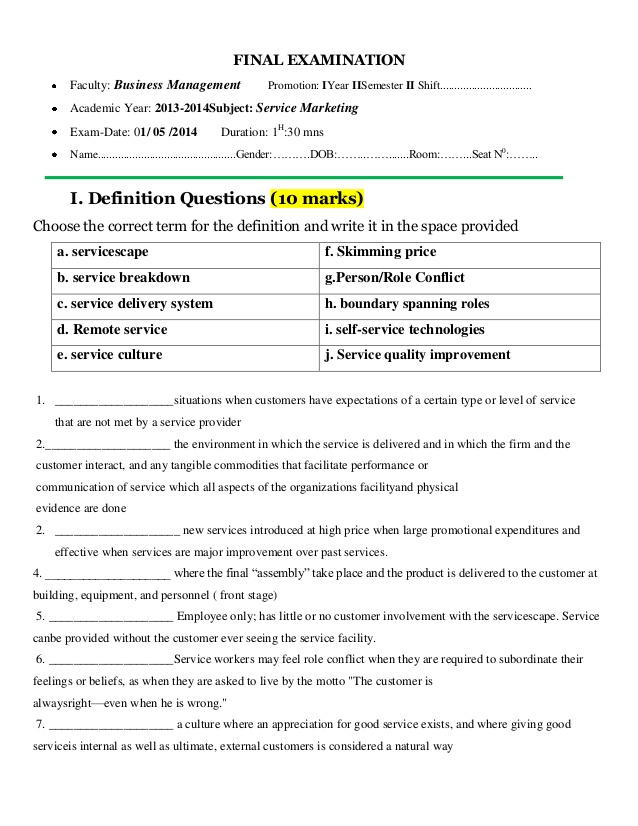 FINAL EXAMINATION
• Faculty: Business Management Promotion: IYear IISemester II Shift................................
• Academic Year: 2013-2014Subject: Service Marketing
• Exam-Date: 01/ 05 /2014 Duration: 1H:30 mns
• Name................................................Gender:……….DOB:……..……......Room:……...Seat N0:……..
I. Definition Questions (10 marks)
Choose the correct term for the definition and write it in the space provided
a. servicescape f. Skimming price
b. service breakdown g.Person/Role Conflict
c. service delivery system h. boundary spanning roles
d. Remote service i. self-service technologies
e. service culture j. Service quality improvement
1. ___________________situations when customers have expectations of a certain type or level of service
that are not met by a service provider
2.____________________ the environment in which the service is delivered and in which the firm and the
customer interact, and any tangible commodities that facilitate performance or
communication of service which all aspects of the organizations facilityand physical
evidence are done
2. ____________________ new services introduced at high price when large promotional expenditures and
effective when services are major improvement over past services.
4. ____________________ where the final “assembly” take place and the product is delivered to the customer at
building, equipment, and personnel ( front stage)
5. ____________________ Employee only; has little or no customer involvement with the servicescape. Service
canbe provided without the customer ever seeing the service facility.
6. ____________________Service workers may feel role conflict when they are required to subordinate their
feelings or beliefs, as when they are asked to live by the motto "The customer is
alwaysright—even when he is wrong."
7. ____________________ a culture where an appreciation for good service exists, and where giving good
serviceis internal as well as ultimate, external customers is considered a natural way